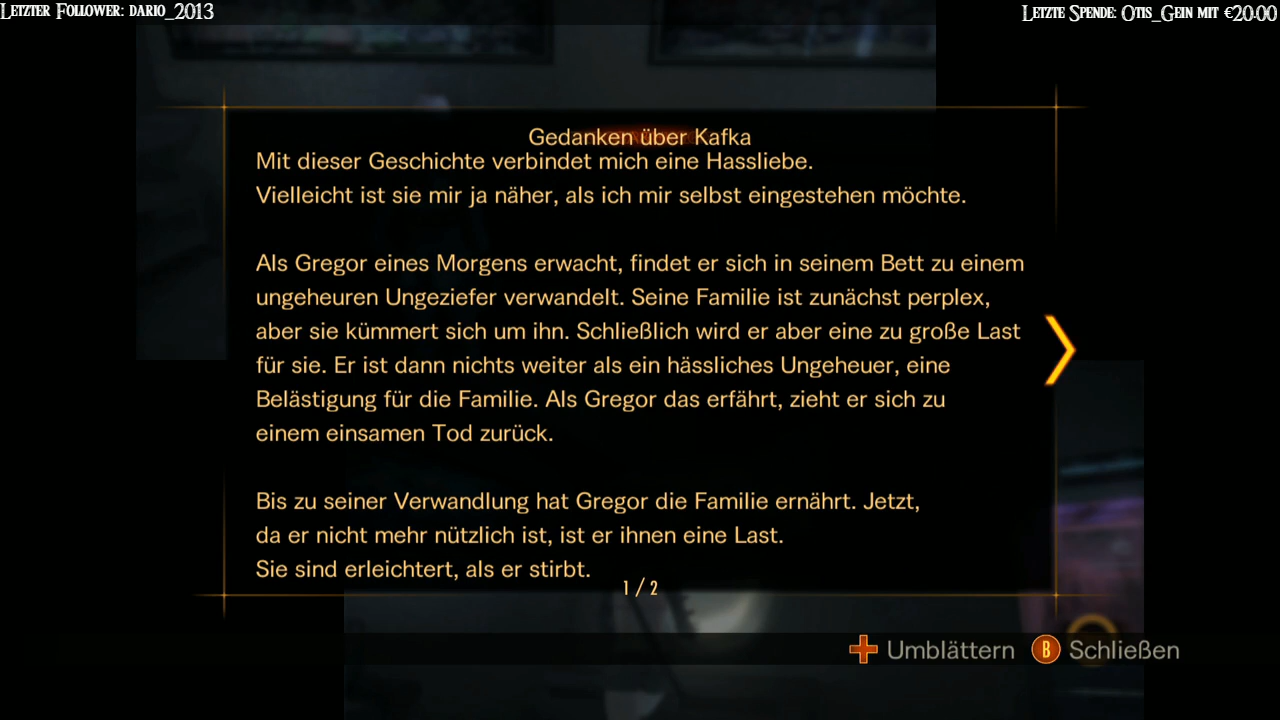 Letzter Follower: dario_2013
Letzte Spende: Otis_Gein mit €20.00
Gedanken über Kafka
Mit dieser Geschichte verbindet mich eine Hassliebe.
Vielleicht ist sie mir ja näher, als ich mir selbst eingestehen möchte.
Als Gregor eines Morgens erwacht, findet er sich in seinem Bett zu einem
ungeheuren Ungeziefer verwandelt. Seine Familie ist zunächst perplex,
aber sie kümmert sich um ihn. Schließlich wird er aber eine zu große Last
für sie. Er ist dann nichts weiter als ein hässliches Ungeheuer, eine
Belästigung für die Familie. Als Gregor das erfährt, zieht er sich zu
einem einsamen Tod zurück.
Bis zu seiner Verwandlung hat Gregor die Familie ernährt. Jetzt,
da er nicht mehr nützlich ist, ist er ihnen eine Last.
Sie sind erleichtert, als er stirbt.
1 / 2
Umblättern B Schließen